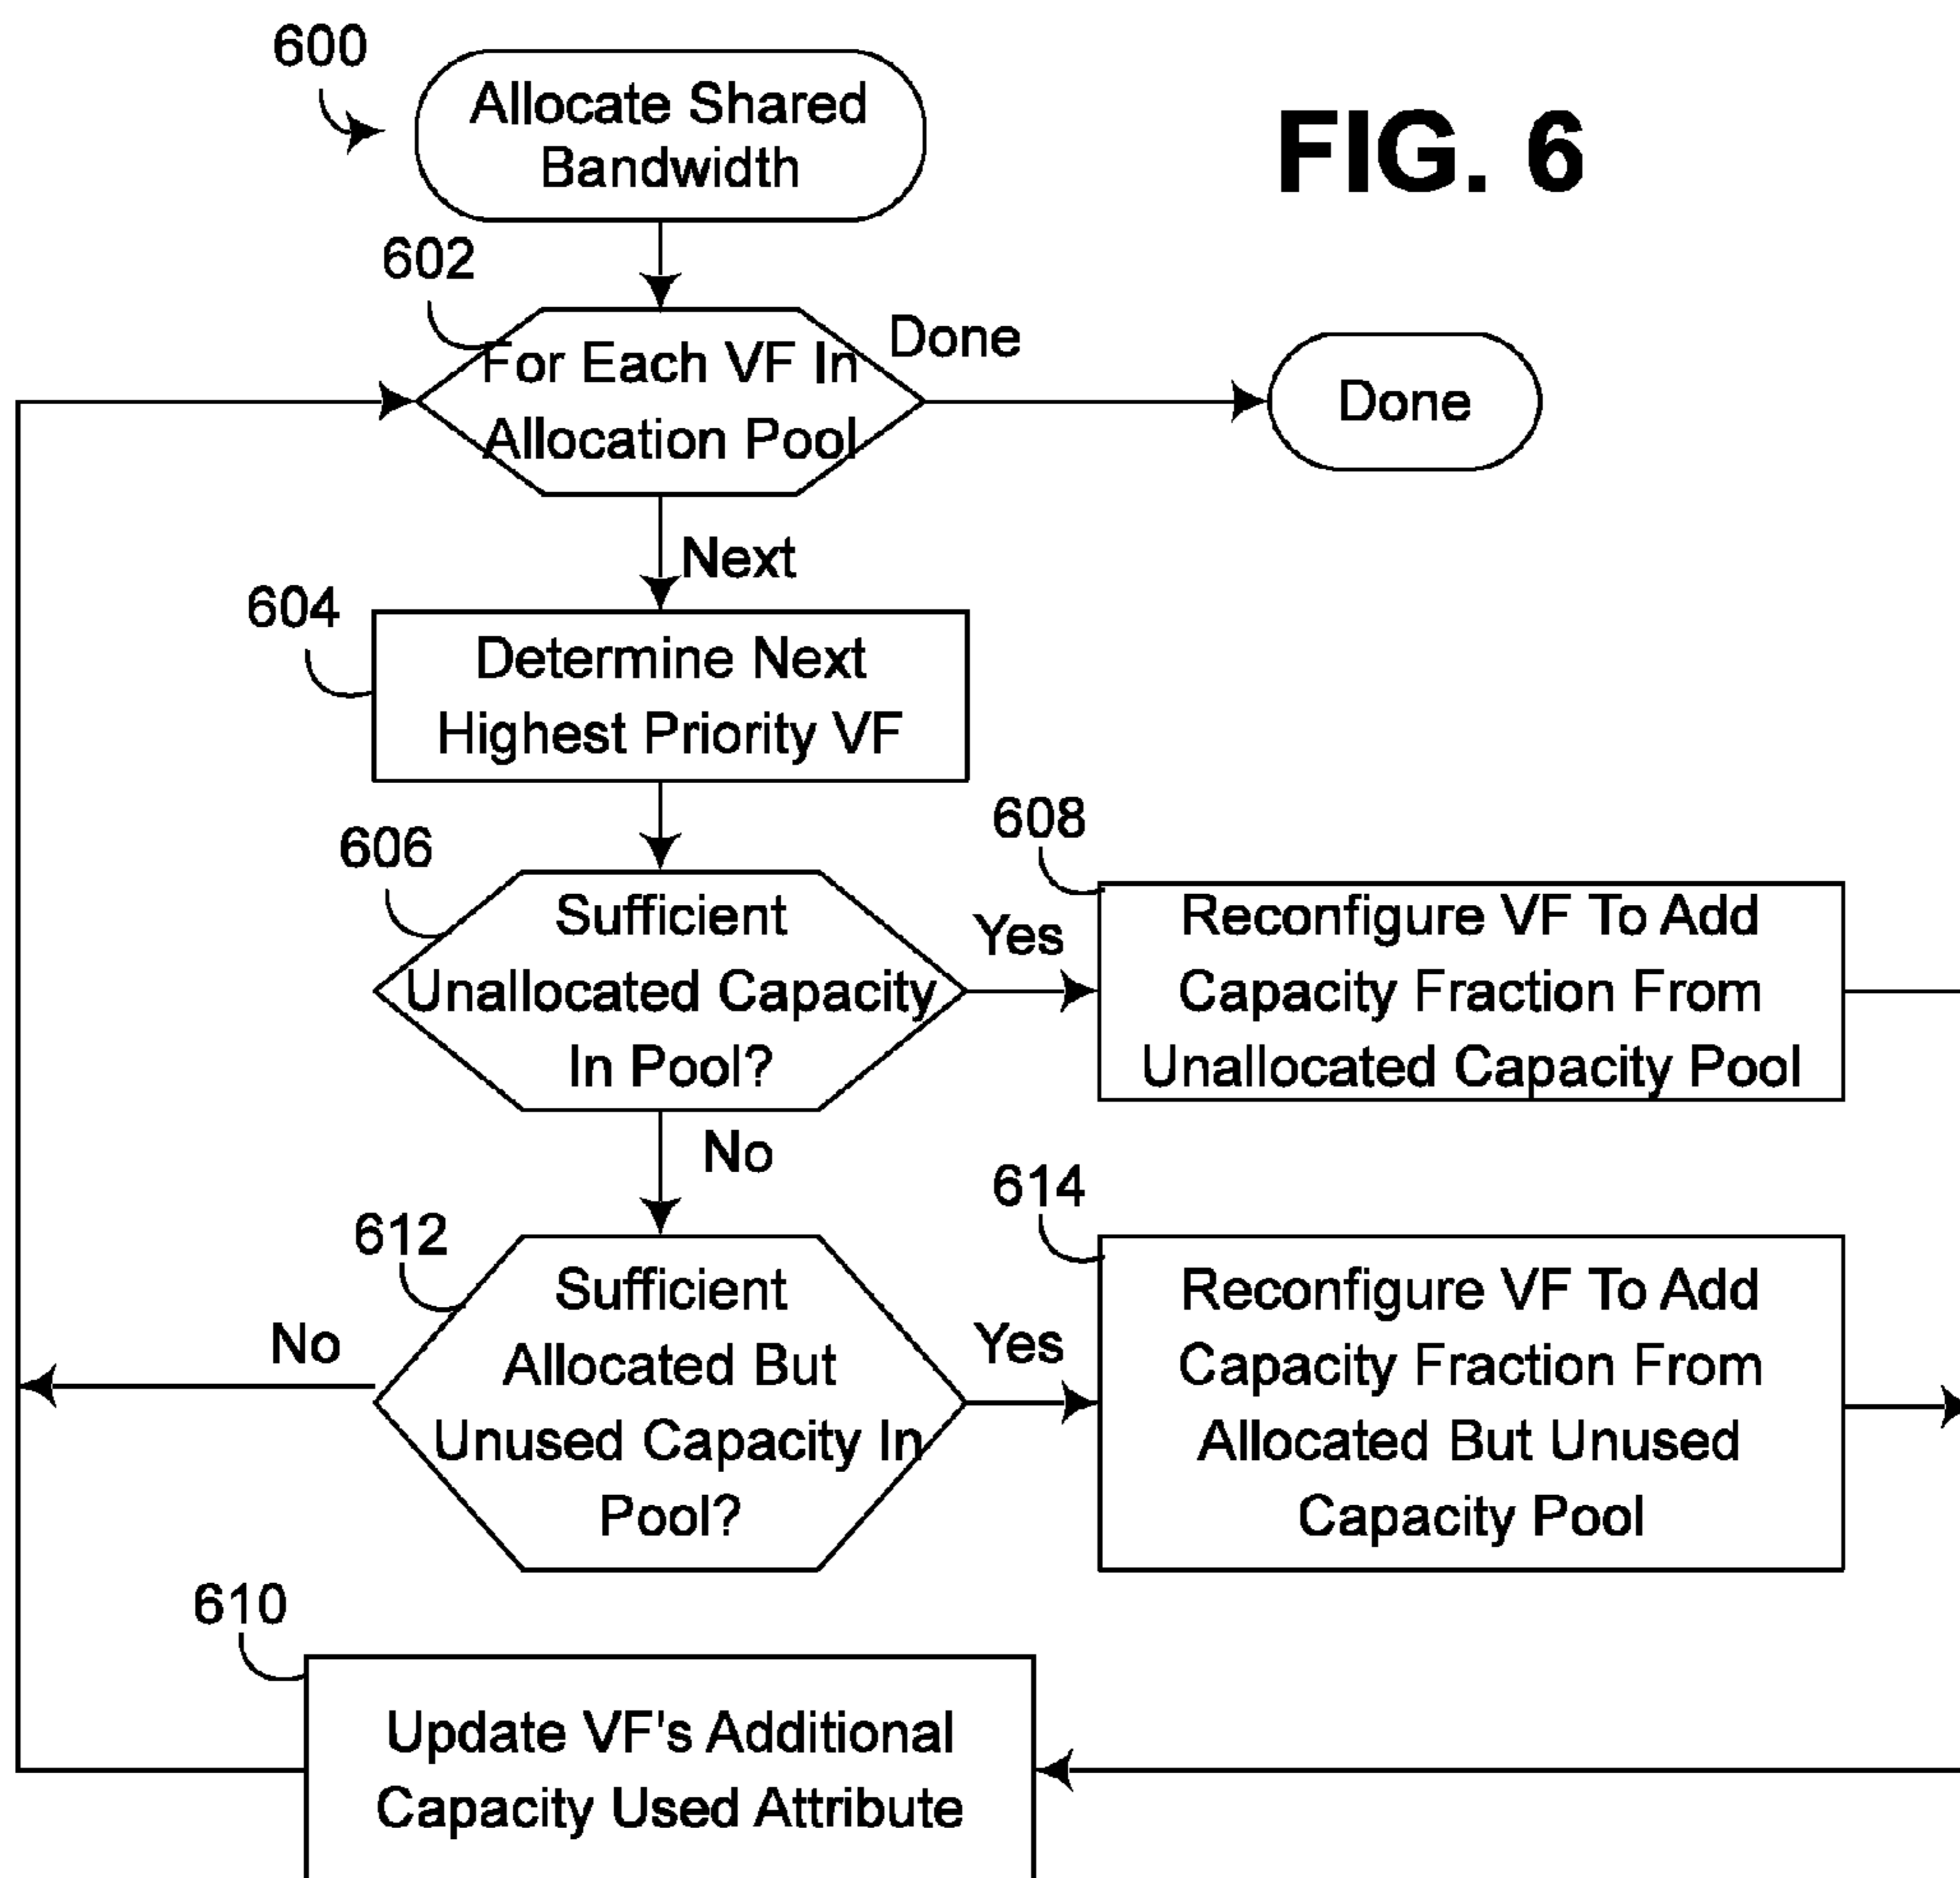 600
Allocate Shared
Bandwidth
FIG. 6
602
For Each VF In
Allocation Pool
Done
Done
Next
604
Determine Next
Highest Priority VF
606
Sufficient
Unallocated Capacity
In Pool?
Yes
608
Reconfigure VF To Add
Capacity Fraction From
Unallocated Capacity Pool
No
612
Sufficient
Allocated But
Unused Capacity In
Pool?
No
Yes
614
Reconfigure VF To Add
Capacity Fraction From
Allocated But Unused
Capacity Pool
610
Update VF's Additional
Capacity Used Attribute